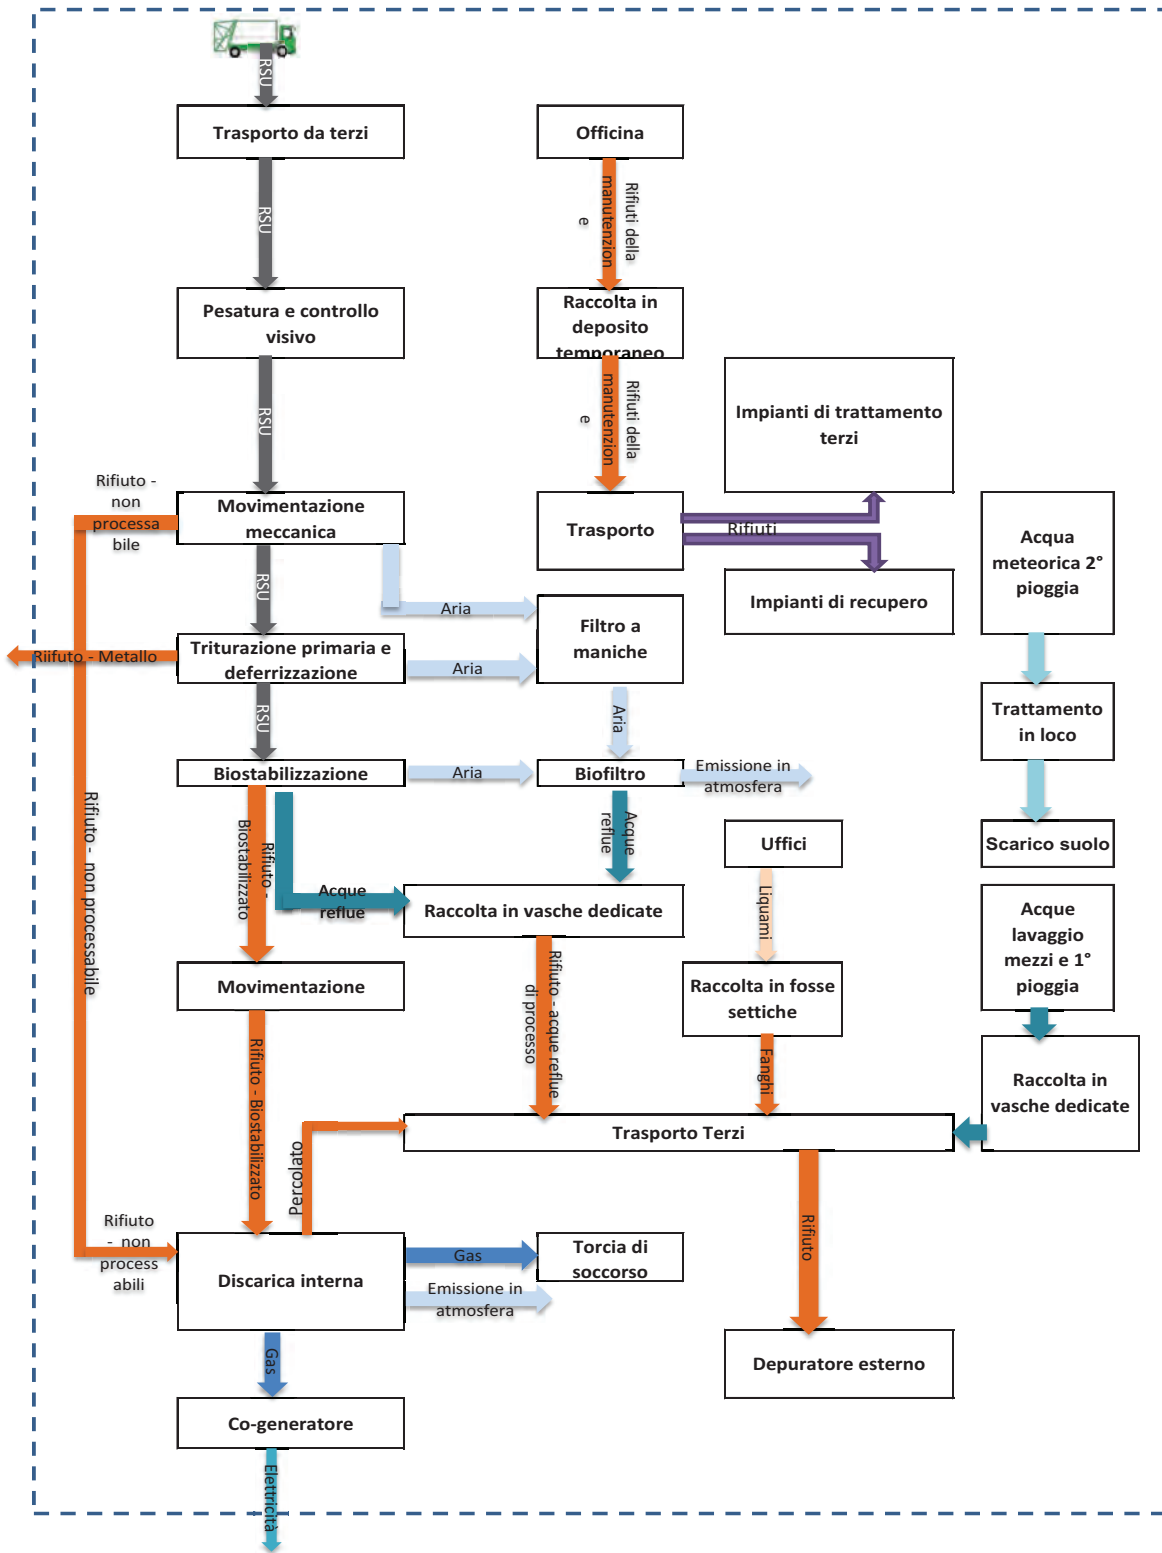 RSU
Trasporto da terzi
Officina
RSU
Rifiuti della
manutenzion
e
Pesatura e controllo
visivo
Raccolta in
deposito
temporaneo
RSU
Rifiuti della
manutenzion
e
Impianti di trattamento
terzi
Rifiuto -
non
processa
bile
Movimentazione
meccanica
Trasporto
Rifiuti
Acqua
meteorica 2°
pioggia
RSU
Aria
Impianti di recupero
Filtro a
maniche
Riifuto - Metallo
Triturazione primaria e
deferrizzazione
Aria
RSU
Aria
Trattamento
in loco
Biostabilizzazione
Aria
Biofiltro
Emissione in
atmosfera
Rifiuto - non processabile
Rifiuto -
Biostabilizzato
Acque
reflue
Acque
reflue
Uffici
Scarico suolo
Raccolta in vasche dedicate
Liquami
Acque
lavaggio
mezzi e 1°
pioggia
Movimentazione
Rifiuto - acque reflue
di processo
Raccolta in fosse
settiche
Rifiuto - Biostabilizzato
Fanghi
Raccolta in
vasche dedicate
Trasporto Terzi
Percolato
Rifiuto
- non
process
abili
Discarica interna
Gas
Torcia di
soccorso
Emissione in
atmosfera
Rifiuto
Gas
Depuratore esterno
Co-generatore
Elettricità